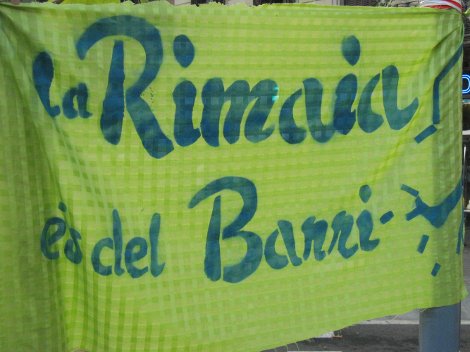 la Rimaia
és del Barri